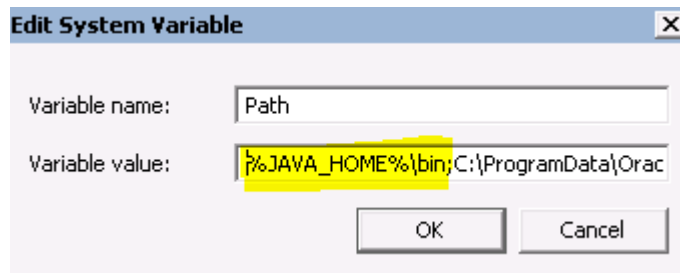 Edit System Variable
Variable name: Path
Variable value: %JAVA_HOME%\bin;C:\ProgramData\Orac
OK Cancel